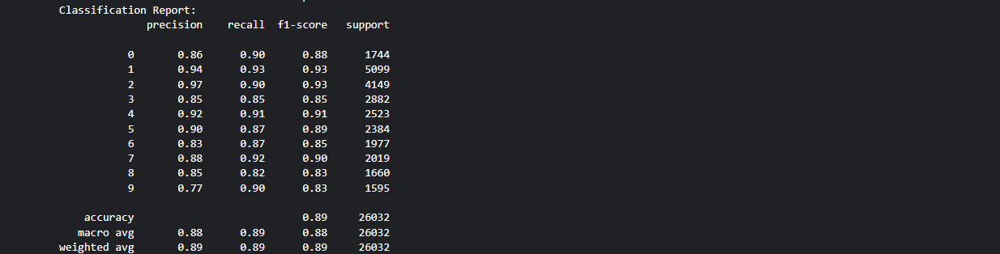 Classification Report:
precision recall f1-score support
0 0.86 0.90 0.88 1744
1 0.94 0.93 0.93 5099
2 0.97 0.90 0.93 4149
3 0.85 0.85 0.85 2882
4 0.92 0.91 0.91 2523
5 0.90 0.87 0.89 2384
6 0.83 0.87 0.85 1977
7 0.88 0.92 0.90 2019
8 0.85 0.82 0.83 1660
9 0.77 0.90 0.83 1595
accuracy 0.89 26032
macro avg 0.88 0.89 0.88 26032
weighted avg 0.89 0.89 0.89 26032